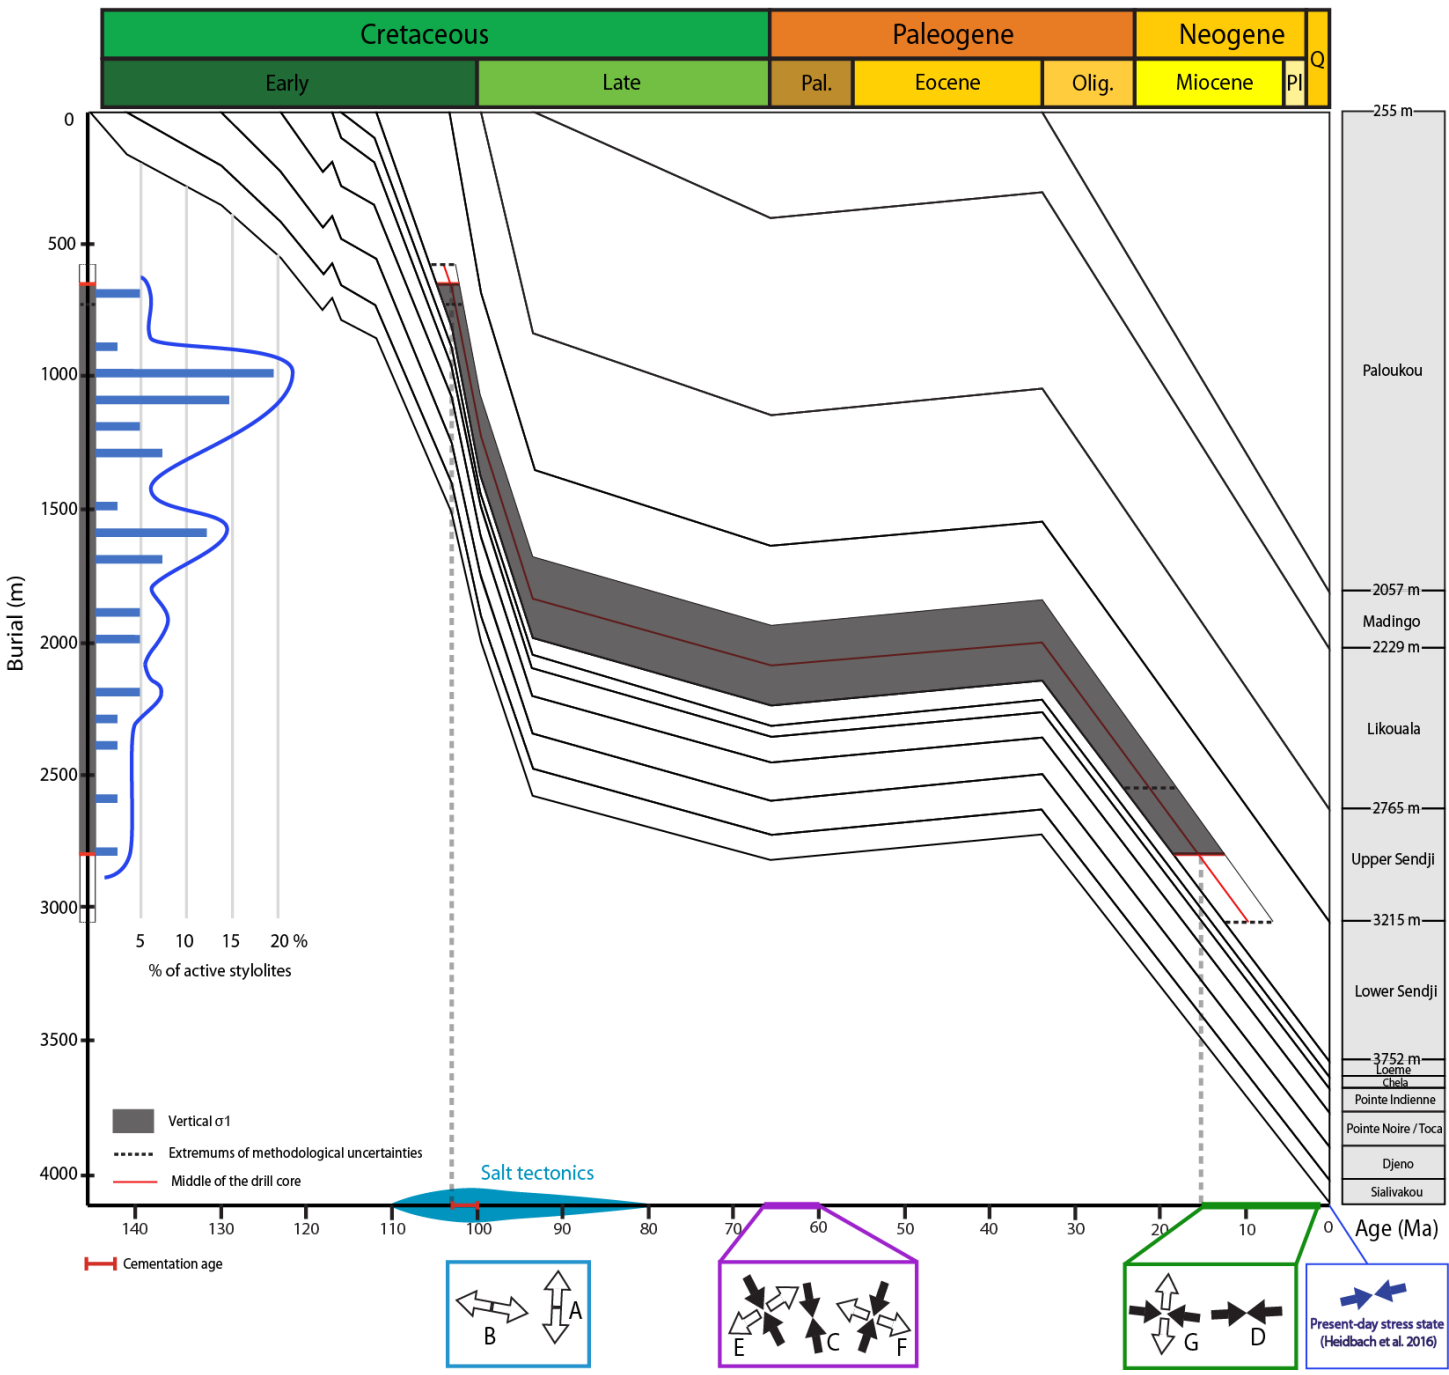 Cretaceous
Paleogene
Neogene
Q
Early
Late
Pal.
Eocene
Olig.
Miocene
Pl
0
500
1000
1500
2000
2500
3000
3500
4000
Burial (m)
5 10 15 20 %
% of active stylolites
255 m
Paloukou
2057 m
Madingo
2229 m
Likouala
2765 m
Upper Sendji
3215 m
Lower Sendji
3752 m
Loeme
Chela
Pointe Indienne
Pointe Noire / Toca
Djeno
Sialivakou
Vertical σ1
Extremums of methodological uncertainties
Middle of the drill core
Salt tectonics
140 130 120 110 100 90 80 70 60 50 40 30 20 10 0
Age (Ma)
Cementation age
B
A
E
C
F
G
D
Present-day stress state
(Heidbach et al. 2016)